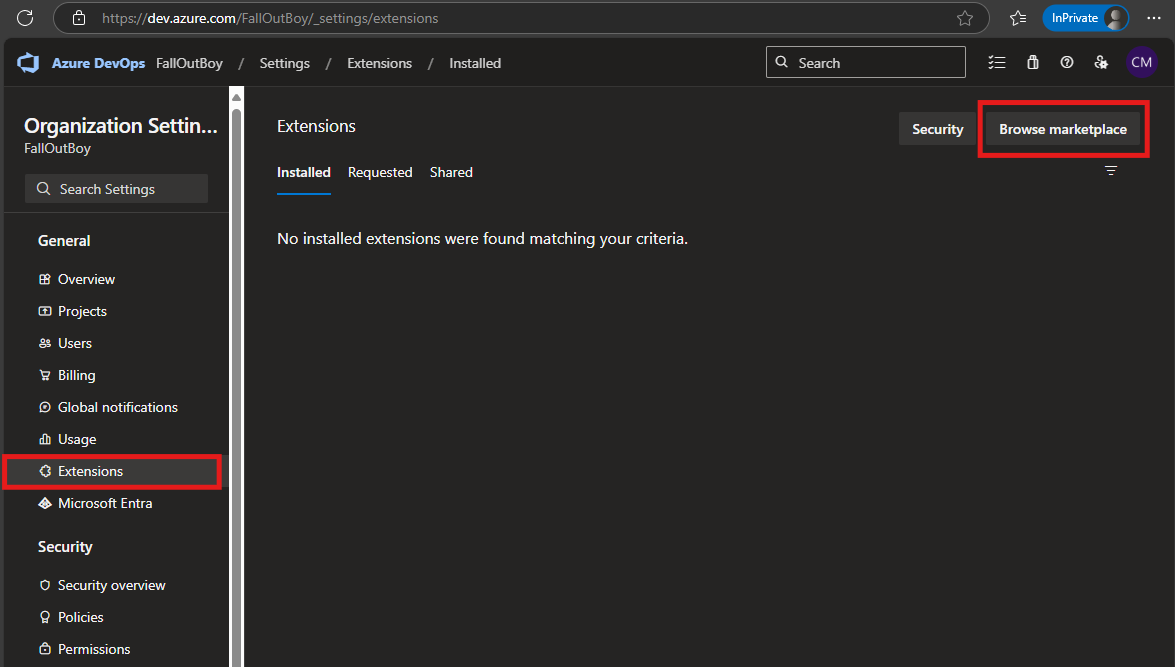 https://dev.azure.com/FallOutBoy/_settings/extensions
InPrivate
Azure DevOps FallOutBoy / Settings / Extensions / Installed
Search
CM
Organization Settin...
FallOutBoy
Search Settings
General
Overview
Projects
Users
Billing
Global notifications
Usage
Extensions
Microsoft Entra
Security
Security overview
Policies
Permissions
Extensions
Security
Browse marketplace
Installed Requested Shared
No installed extensions were found matching your criteria.